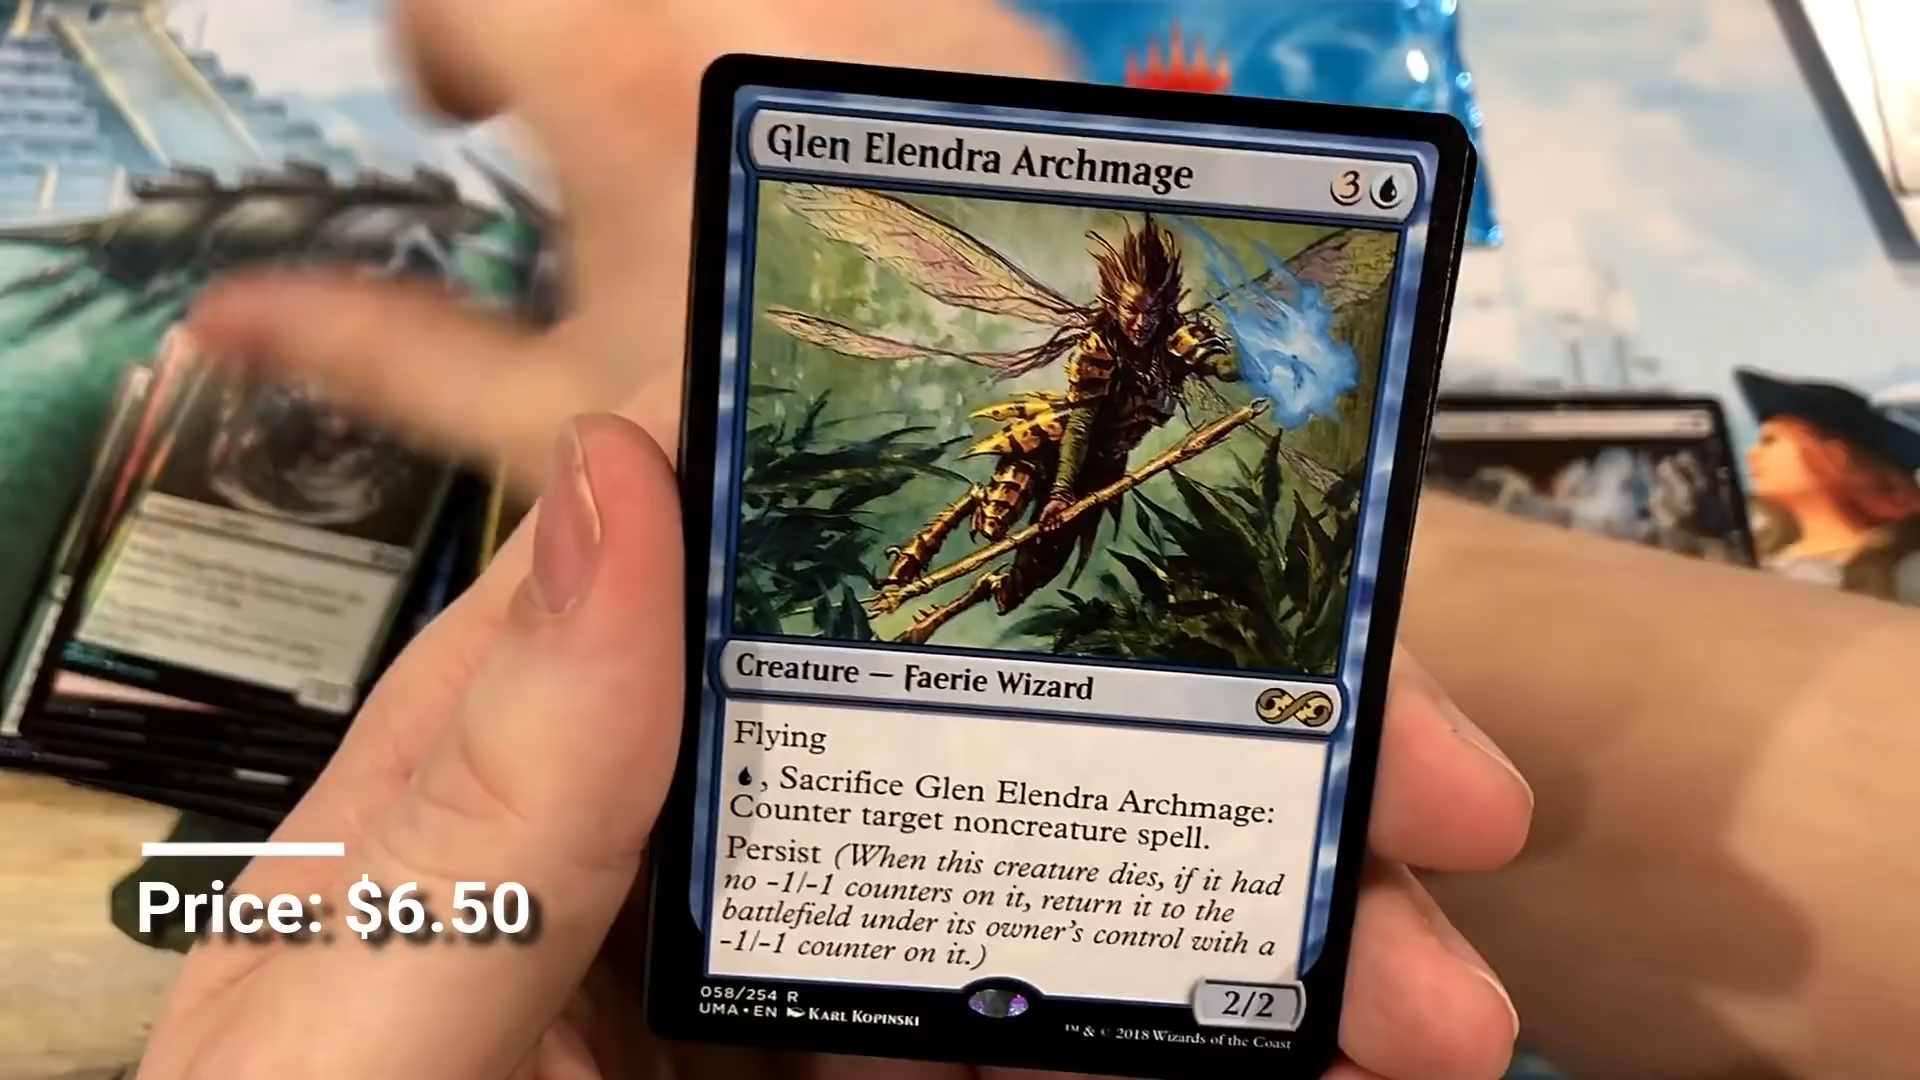 Glen Elendra Archmage 3
Creature — Faerie Wizard
Flying
, Sacrifice Glen Elendra Archmage:
Counter target noncreature spell.
Persist (When this creature dies, if it had
no -1/-1 counters on it, return it to the
battlefield under its owner's control with a
-1/-1 counter on it.)
2/2
058/254 R
UMA • EN KARL KOPINSKI
™ & © 2018 Wizards of the Coast
Price: $6.50